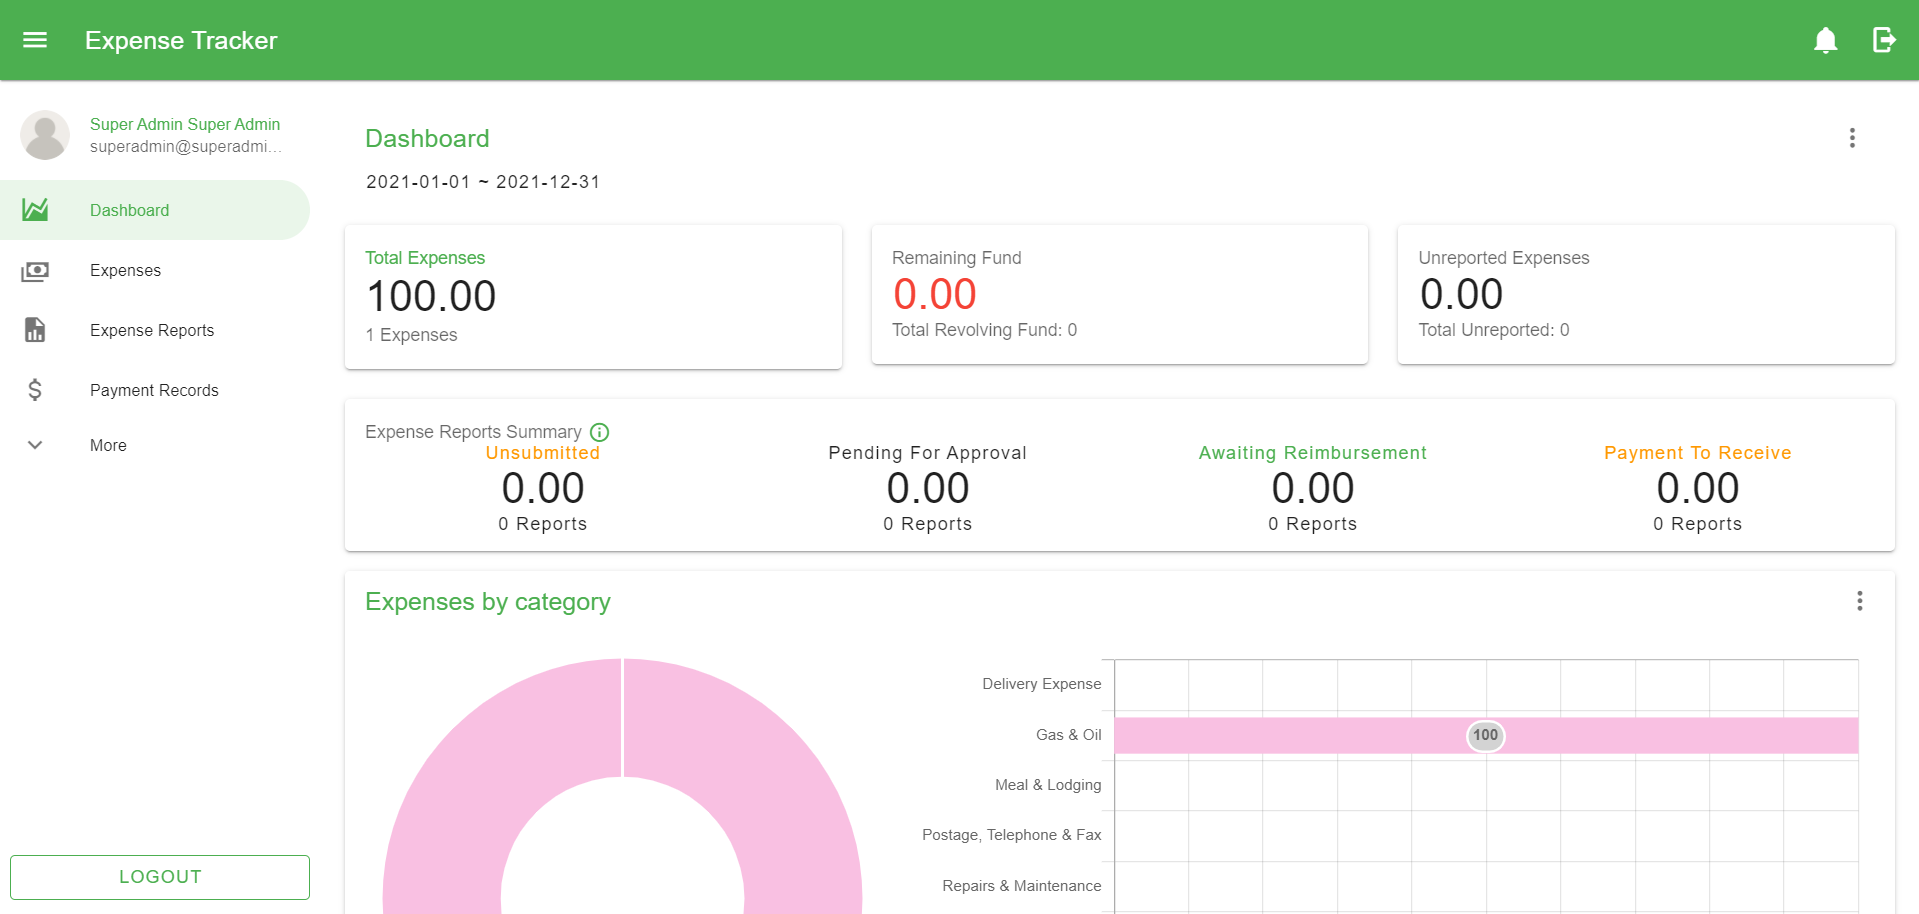 Expense Tracker
Super Admin Super Admin
superadmin@superadmi...
Dashboard
Expenses
Expense Reports
Payment Records
More
LOGOUT
Dashboard
2021-01-01 ~ 2021-12-31
Total Expenses
100.00
1 Expenses
Remaining Fund
0.00
Total Revolving Fund: 0
Unreported Expenses
0.00
Total Unreported: 0
Expense Reports Summary
Unsubmitted
0.00
0 Reports
Pending For Approval
0.00
0 Reports
Awaiting Reimbursement
0.00
0 Reports
Payment To Receive
0.00
0 Reports
Expenses by category
Delivery Expense
Gas & Oil
100
Meal & Lodging
Postage, Telephone & Fax
Repairs & Maintenance